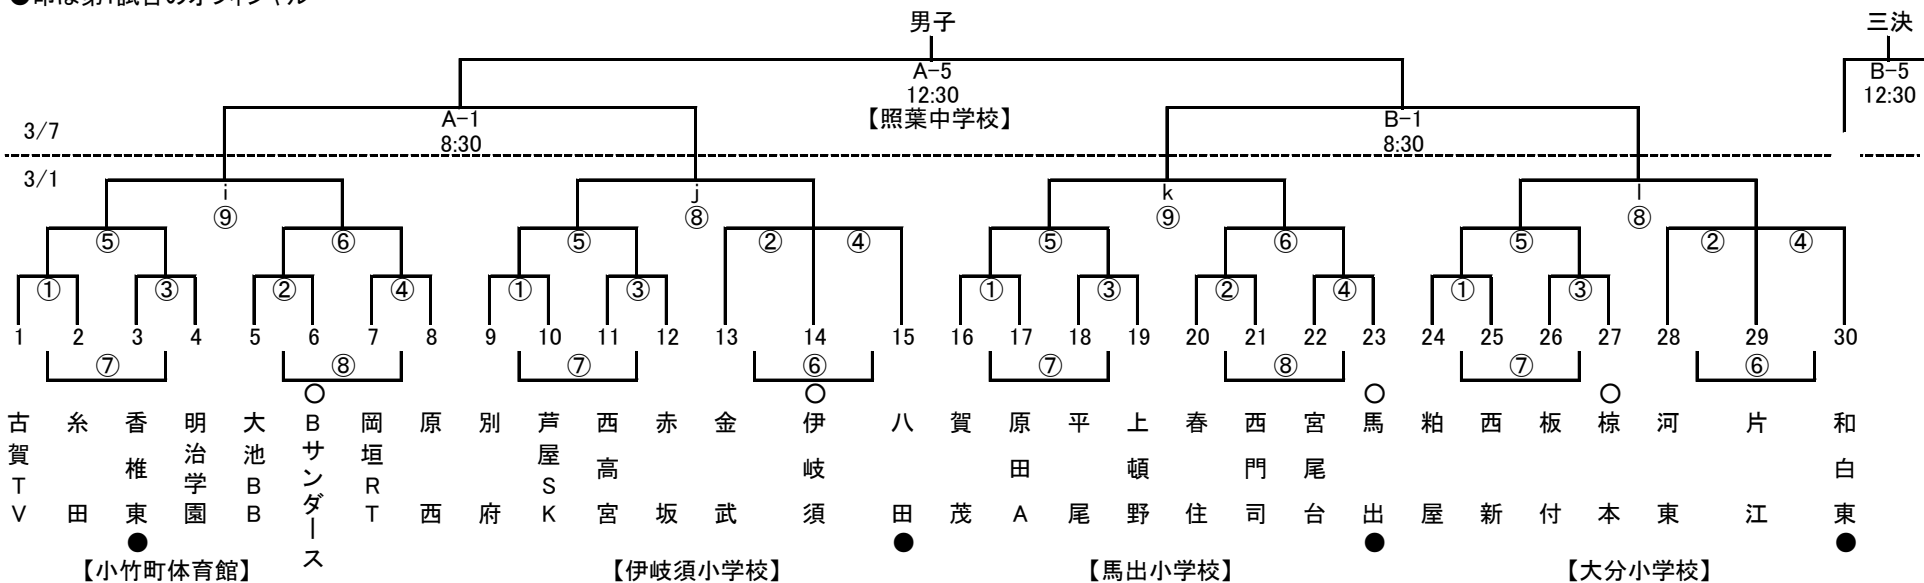 ●印は第1試合のオフィシャル
男子
三決
A-5
B-5
12:30
12:30
【照葉中学校】
A-1
B-1
3/7
8:30
8:30
3/1
i
j
k
l
⑨
⑧
⑨
⑧
⑤ ⑥ ⑤ ② ④ ⑤ ⑥ ⑤ ② ④
① ③ ② ④ ① ③ ① ③ ② ④ ① ③
1 2 3 4 5 6 7 8 9 10 11 12 13 14 15 16 17 18 19 20 21 22 23 24 25 26 27 28 29 30
⑦ ⑧ ⑦ ⑥ ⑦ ⑧ ⑦ ⑥
○ ○ ○ ○
古賀TV
糸田
香椎東
明治学園
大池BB
Bサンダース
岡垣RT
原西
別府
芦屋SK
西高宮
赤坂
金武
伊岐須
八田
賀茂
原田A
平尾
上頓野
春住
西門司
宮尾台
馬出
粕屋
西新
板付
椋本
河東
片江
和白東
● ● ● ●
【小竹町体育館】
【伊岐須小学校】
【馬出小学校】
【大分小学校】